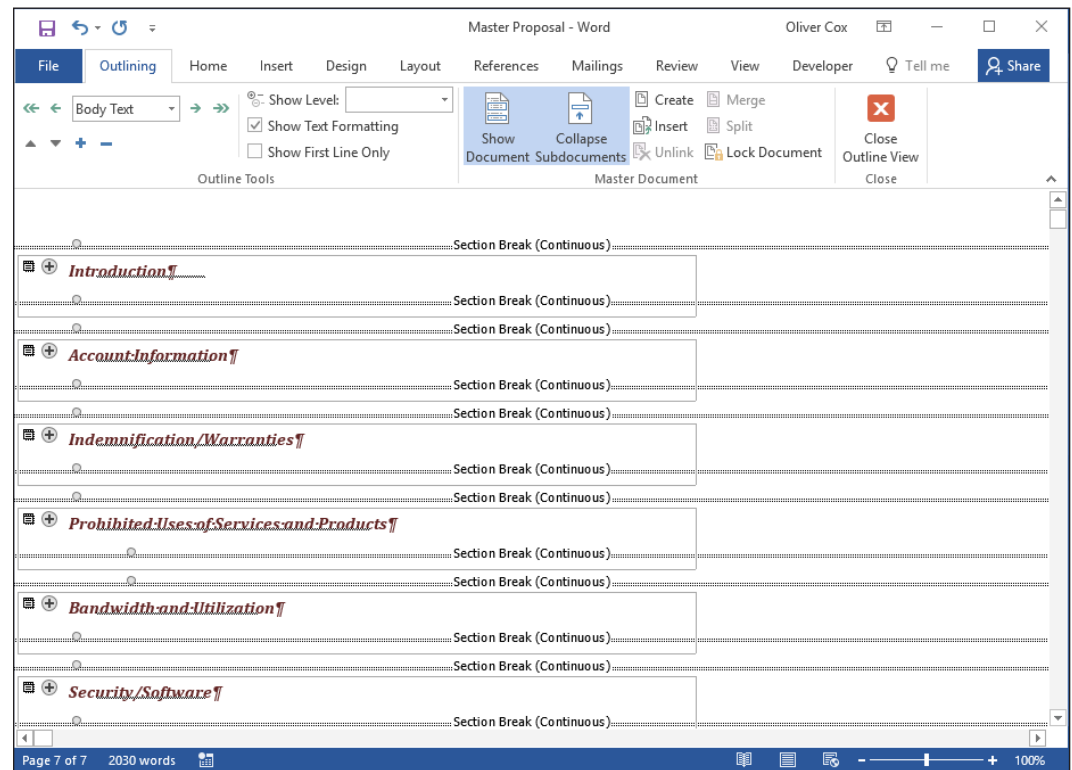 Master Proposal - Word Oliver Cox
File Outlining Home Insert Design Layout References Mailings Review View Developer Tell me Share
Body Text Show Level: Create Merge
Show Text Formatting Show Collapse Insert Split Close
Show First Line Only Document Subdocuments Unlink Lock Document Outline View
Outline Tools Master Document Close
Section Break (Continuous)
Introduction¶
Section Break (Continuous)
Section Break (Continuous)
Account·Information¶
Section Break (Continuous)
Section Break (Continuous)
Indemnification/Warranties¶
Section Break (Continuous)
Section Break (Continuous)
Prohibited·Uses·of·Services·and·Products¶
Section Break (Continuous)
Section Break (Continuous)
Bandwidth·and·Utilization¶
Section Break (Continuous)
Section Break (Continuous)
Security/Software¶
Section Break (Continuous)
Page 7 of 7 2030 words 100%